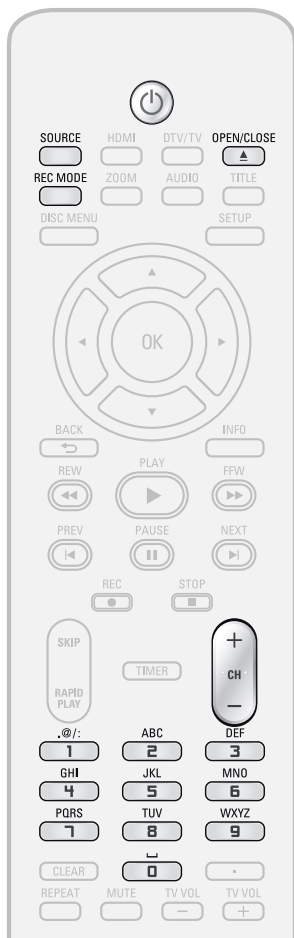 SOURCE HDMI DTV/TV OPEN/CLOSE
REC MODE ZOOM AUDIO TITLE
DISC MENU SETUP
OK
BACK INFO
REW PLAY FFW
PREV PAUSE NEXT
REC STOP
SKIP
+
TIMER CH
RAPID
PLAY
–
.@/: ABC DEF
1 2 3
GHI JKL MNO
4 5 6
PQRS TUV WXYZ
7 8 9
␣
CLEAR 0 .
REPEAT MUTE TV VOL TV VOL
– +